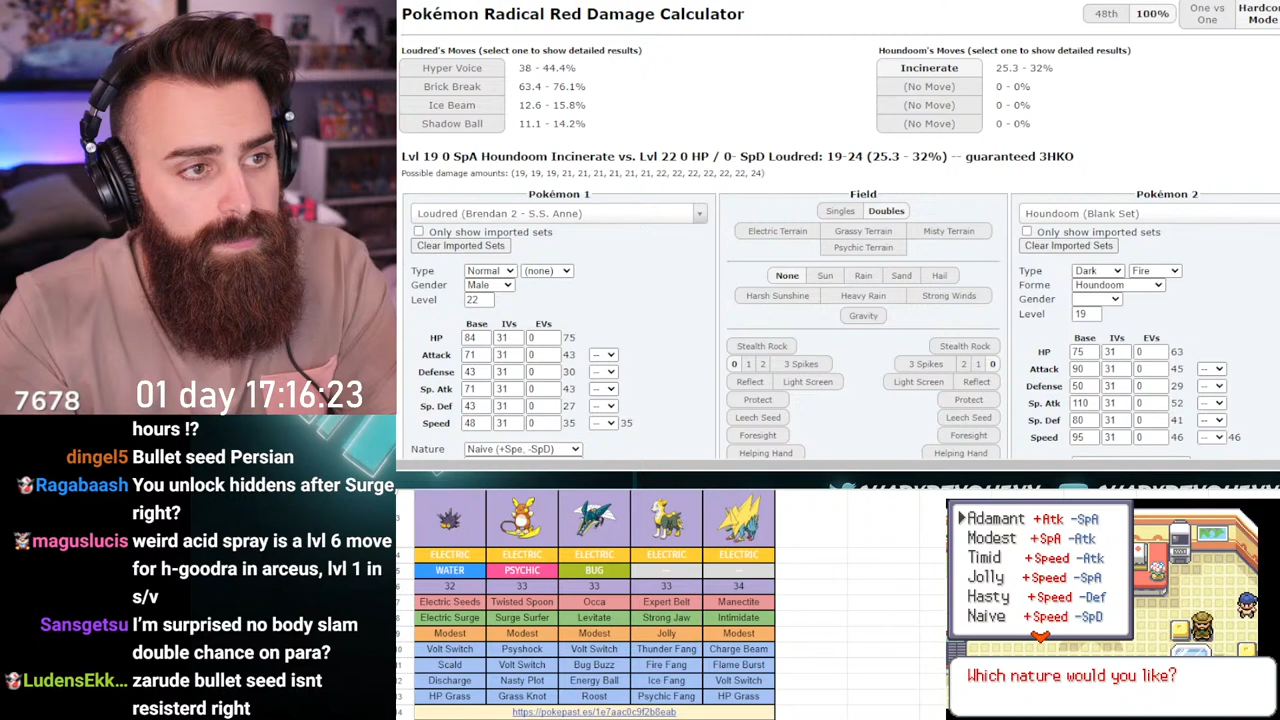 Pokémon Radical Red Damage Calculator
48th 100% One vs One Hardco Mode
Loudred's Moves (select one to show detailed results)
Hyper Voice 38 - 44.4%
Brick Break 63.4 - 76.1%
Ice Beam 12.6 - 15.8%
Shadow Ball 11.1 - 14.2%
Houndoom's Moves (select one to show detailed results)
Incinerate 25.3 - 32%
(No Move) 0 - 0%
(No Move) 0 - 0%
(No Move) 0 - 0%
Lvl 19 0 SpA Houndoom Incinerate vs. Lvl 22 0 HP / 0- SpD Loudred: 19-24 (25.3 - 32%) -- guaranteed 3HKO
Possible damage amounts: (19, 19, 19, 21, 21, 21, 21, 21, 21, 22, 22, 22, 22, 22, 22, 24)
Pokémon 1
Loudred (Brendan 2 - S.S. Anne)
Only show imported sets
Clear Imported Sets
Type Normal (none)
Gender Male
Level 22
Base IVs EVs
HP 84 31 0 75
Attack 71 31 0 43 --
Defense 43 31 0 30 --
Sp. Atk 71 31 0 43 --
Sp. Def 43 31 0 27 --
Speed 48 31 0 35 -- 35
Nature Naive (+Spe, -SpD)
Field
Singles Doubles
Electric Terrain Grassy Terrain Misty Terrain
Psychic Terrain
None Sun Rain Sand Hail
Harsh Sunshine Heavy Rain Strong Winds
Gravity
Stealth Rock Stealth Rock
0 1 2 3 Spikes 3 Spikes 2 1 0
Reflect Light Screen Light Screen Reflect
Protect Protect
Leech Seed Leech Seed
Foresight Foresight
Helping Hand Helping Hand
Pokémon 2
Houndoom (Blank Set)
Only show imported sets
Clear Imported Sets
Type Dark Fire
Forme Houndoom
Gender
Level 19
Base IVs EVs
HP 75 31 0 63
Attack 90 31 0 45 --
Defense 50 31 0 29 --
Sp. Atk 110 31 0 52 --
Sp. Def 80 31 0 41 --
Speed 95 31 0 46 -- 46
7678 01 day 17:16:23
hours !?
dingel5 Bullet seed Persian
Ragabaash You unlock hiddens after Surge
right?
maguslucis weird acid spray is a lvl 6 move
for h-goodra in arceus, lvl 1 in
s/v
Sansgetsu I'm surprised no body slam
double chance on para?
LudensEkk... zarude bullet seed isnt
resisterd right
ELECTRIC ELECTRIC ELECTRIC ELECTRIC ELECTRIC
WATER PSYCHIC BUG -- --
32 33 33 33 34
Electric Seeds Twisted Spoon Occa Expert Belt Manectite
Electric Surge Surge Surfer Levitate Strong Jaw Intimidate
Modest Modest Modest Jolly Modest
10 Volt Switch Psyshock Volt Switch Thunder Fang Charge Beam
11 Scald Volt Switch Bug Buzz Fire Fang Flame Burst
12 Discharge Nasty Plot Energy Ball Ice Fang Volt Switch
13 HP Grass Grass Knot Roost Psychic Fang HP Grass
14 https://pokepast.es/1e7aac0c9f2b8eab
Adamant +Atk -SpA
Modest +SpA -Atk
Timid +Speed -Atk
Jolly +Speed -SpA
Hasty +Speed -Def
Naive +Speed -SpD
Which nature would you like?